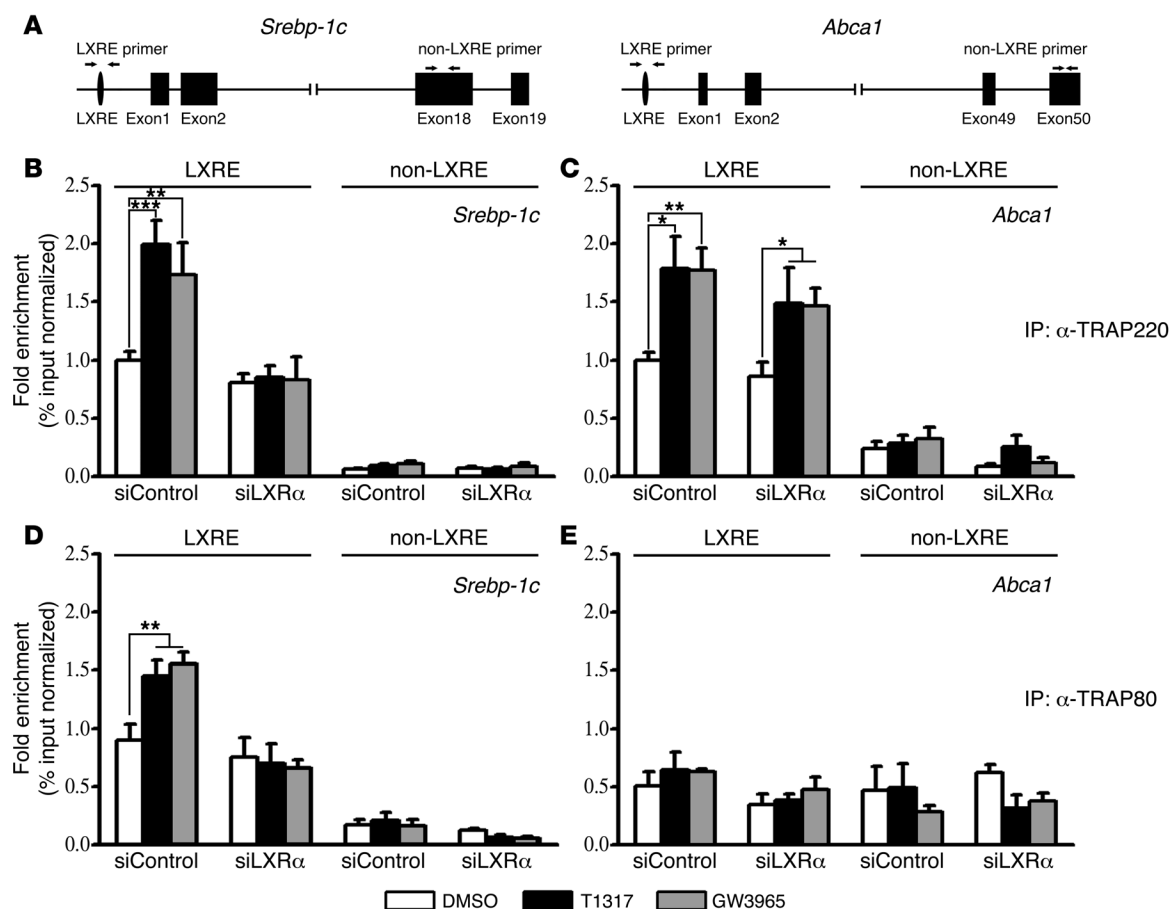 A
Srebp-1c
Abca1
LXRE primer
non-LXRE primer
LXRE primer
non-LXRE primer
LXRE Exon1 Exon2 Exon18 Exon19
LXRE Exon1 Exon2 Exon49 Exon50
B
LXRE
non-LXRE
Srebp-1c
Fold enrichment
(% input normalized)
2.5
2.0
1.5
1.0
0.5
0.0
**
***
siControl siLXRα siControl siLXRα
C
LXRE
non-LXRE
Abca1
2.5
2.0
1.5
1.0
0.5
0.0
**
*
*
siControl siLXRα siControl siLXRα
IP: α-TRAP220
D
LXRE
non-LXRE
Srebp-1c
Fold enrichment
(% input normalized)
2.5
2.0
1.5
1.0
0.5
0.0
**
siControl siLXRα siControl siLXRα
E
LXRE
non-LXRE
Abca1
2.5
2.0
1.5
1.0
0.5
0.0
siControl siLXRα siControl siLXRα
IP: α-TRAP80
DMSO T1317 GW3965